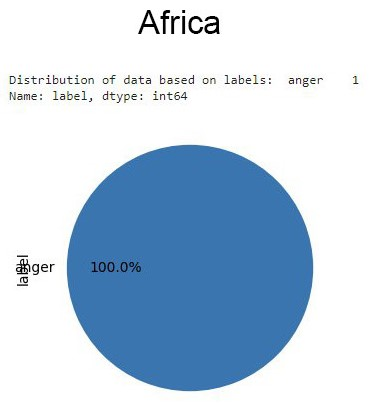 Africa
Distribution of data based on labels:  anger    1
Name: label, dtype: int64
label
anger
100.0%